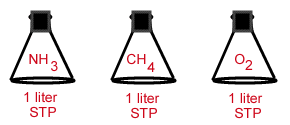 NH3 CH4 O2
1 liter 1 liter 1 liter
STP STP STP